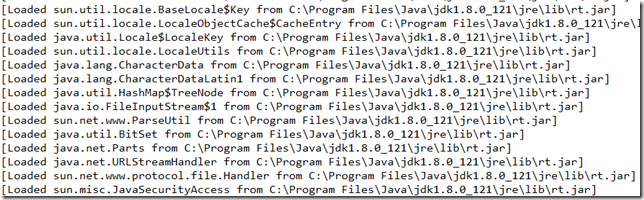 [Loaded sun.util.locale.BaseLocale$Key from C:\Program Files\Java\jdk1.8.0_121\jre\lib\rt.jar]
[Loaded sun.util.locale.LocaleObjectCache$CacheEntry from C:\Program Files\Java\jdk1.8.0_121\jre\l
[Loaded java.util.Locale$LocaleKey from C:\Program Files\Java\jdk1.8.0_121\jre\lib\rt.jar]
[Loaded sun.util.locale.LocaleUtils from C:\Program Files\Java\jdk1.8.0_121\jre\lib\rt.jar]
[Loaded java.lang.CharacterData from C:\Program Files\Java\jdk1.8.0_121\jre\lib\rt.jar]
[Loaded java.lang.CharacterDataLatin1 from C:\Program Files\Java\jdk1.8.0_121\jre\lib\rt.jar]
[Loaded java.util.HashMap$TreeNode from C:\Program Files\Java\jdk1.8.0_121\jre\lib\rt.jar]
[Loaded java.io.FileInputStream$1 from C:\Program Files\Java\jdk1.8.0_121\jre\lib\rt.jar]
[Loaded sun.net.www.ParseUtil from C:\Program Files\Java\jdk1.8.0_121\jre\lib\rt.jar]
[Loaded java.util.BitSet from C:\Program Files\Java\jdk1.8.0_121\jre\lib\rt.jar]
[Loaded java.net.Parts from C:\Program Files\Java\jdk1.8.0_121\jre\lib\rt.jar]
[Loaded java.net.URLStreamHandler from C:\Program Files\Java\jdk1.8.0_121\jre\lib\rt.jar]
[Loaded sun.net.www.protocol.file.Handler from C:\Program Files\Java\jdk1.8.0_121\jre\lib\rt.jar]
[Loaded sun.misc.JavaSecurityAccess from C:\Program Files\Java\jdk1.8.0_121\jre\lib\rt.jar]